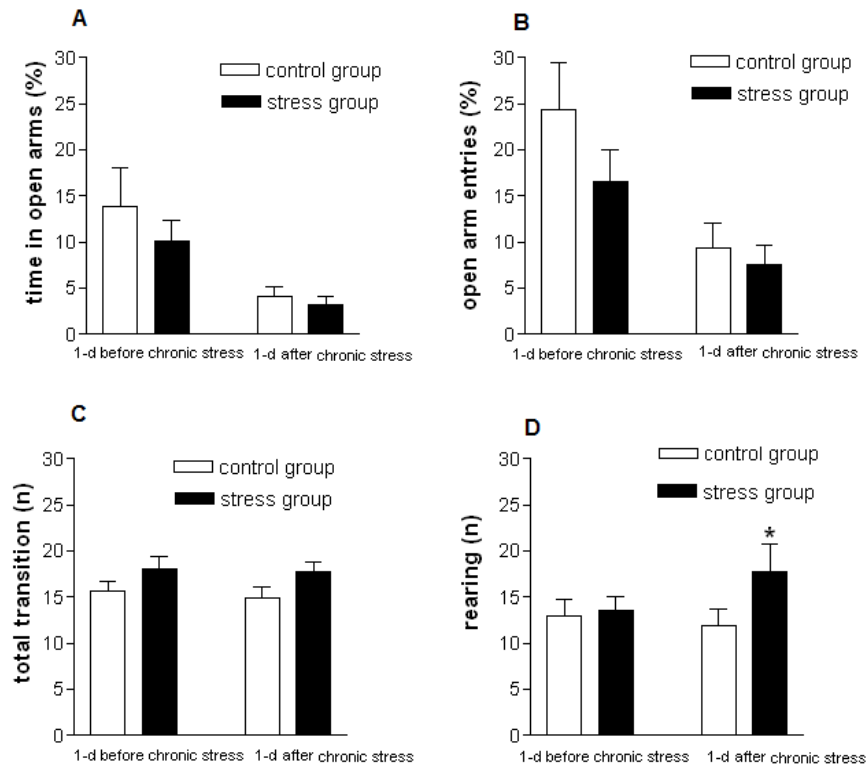 A
time in open arms (%)
30
25
20
15
10
5
0
control group
stress group
1-d before chronic stress
1-d after chronic stress
B
open arm entries (%)
30
25
20
15
10
5
0
control group
stress group
1-d before chronic stress
1-d after chronic stress
C
total transition (n)
30
25
20
15
10
5
0
control group
stress group
1-d before chronic stress
1-d after chronic stress
D
rearing (n)
30
25
20
15
10
5
0
control group
stress group
*
1-d before chronic stress
1-d after chronic stress